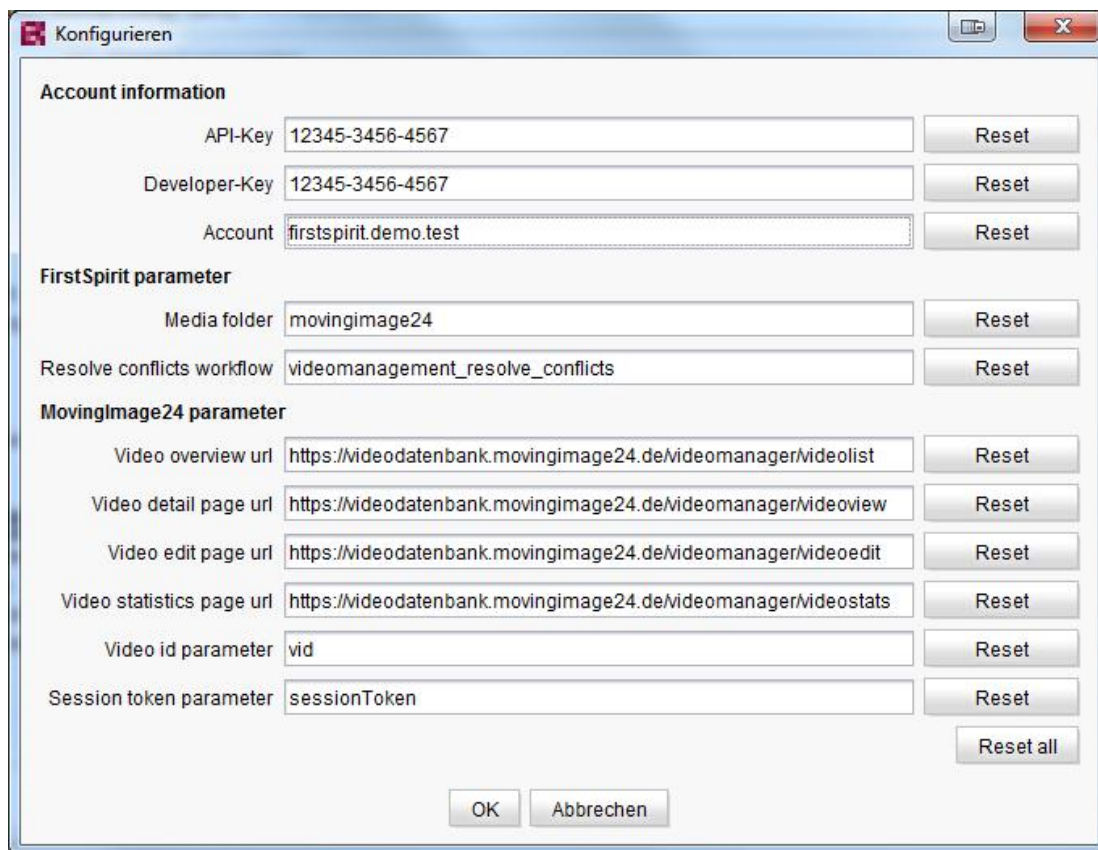 Konfigurieren
Account information
API-Key 12345-3456-4567 Reset
Developer-Key 12345-3456-4567 Reset
Account firstspirit.demo.test Reset
FirstSpirit parameter
Media folder movingimage24 Reset
Resolve conflicts workflow videomanagement_resolve_conflicts Reset
MovingImage24 parameter
Video overview url https://videodatenbank.movingimage24.de/videomanager/videolist Reset
Video detail page url https://videodatenbank.movingimage24.de/videomanager/videoview Reset
Video edit page url https://videodatenbank.movingimage24.de/videomanager/videoedit Reset
Video statistics page url https://videodatenbank.movingimage24.de/videomanager/videostats Reset
Video id parameter vid Reset
Session token parameter sessionToken Reset
Reset all
OK Abbrechen